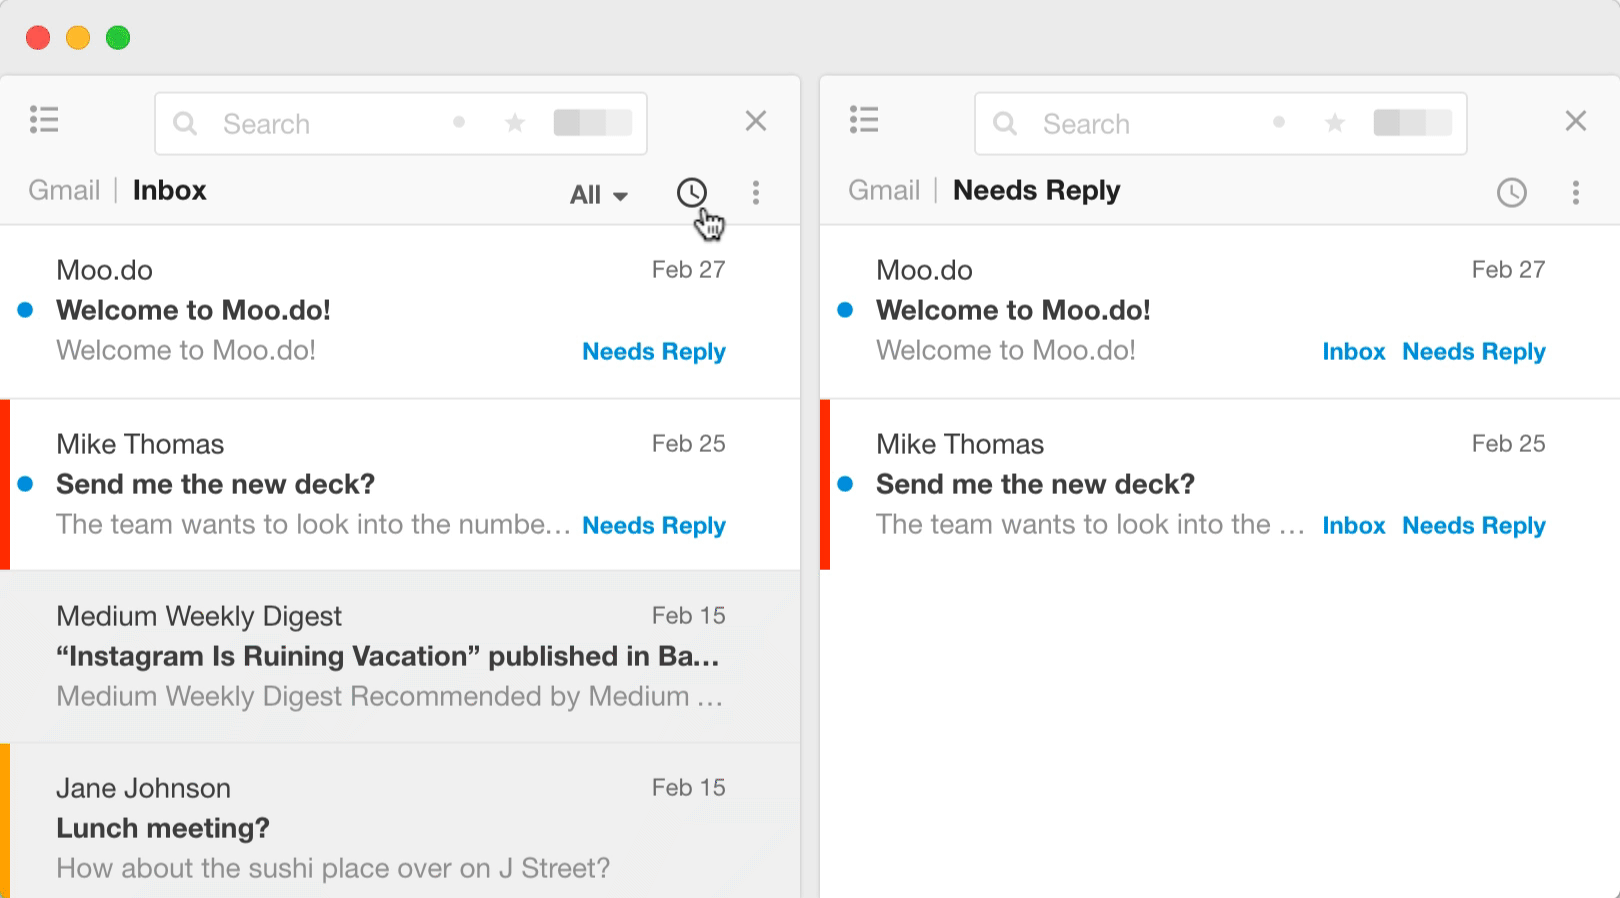 Search
Gmail | Inbox
All
Moo.do
Feb 27
Welcome to Moo.do!
Welcome to Moo.do!
Needs Reply
Mike Thomas
Feb 25
Send me the new deck?
The team wants to look into the numbe…
Needs Reply
Medium Weekly Digest
Feb 15
“Instagram Is Ruining Vacation” published in Ba…
Medium Weekly Digest Recommended by Medium …
Jane Johnson
Feb 15
Lunch meeting?
How about the sushi place over on J Street?
Search
Gmail | Needs Reply
Moo.do
Feb 27
Welcome to Moo.do!
Welcome to Moo.do!
Inbox Needs Reply
Mike Thomas
Feb 25
Send me the new deck?
The team wants to look into the …
Inbox Needs Reply